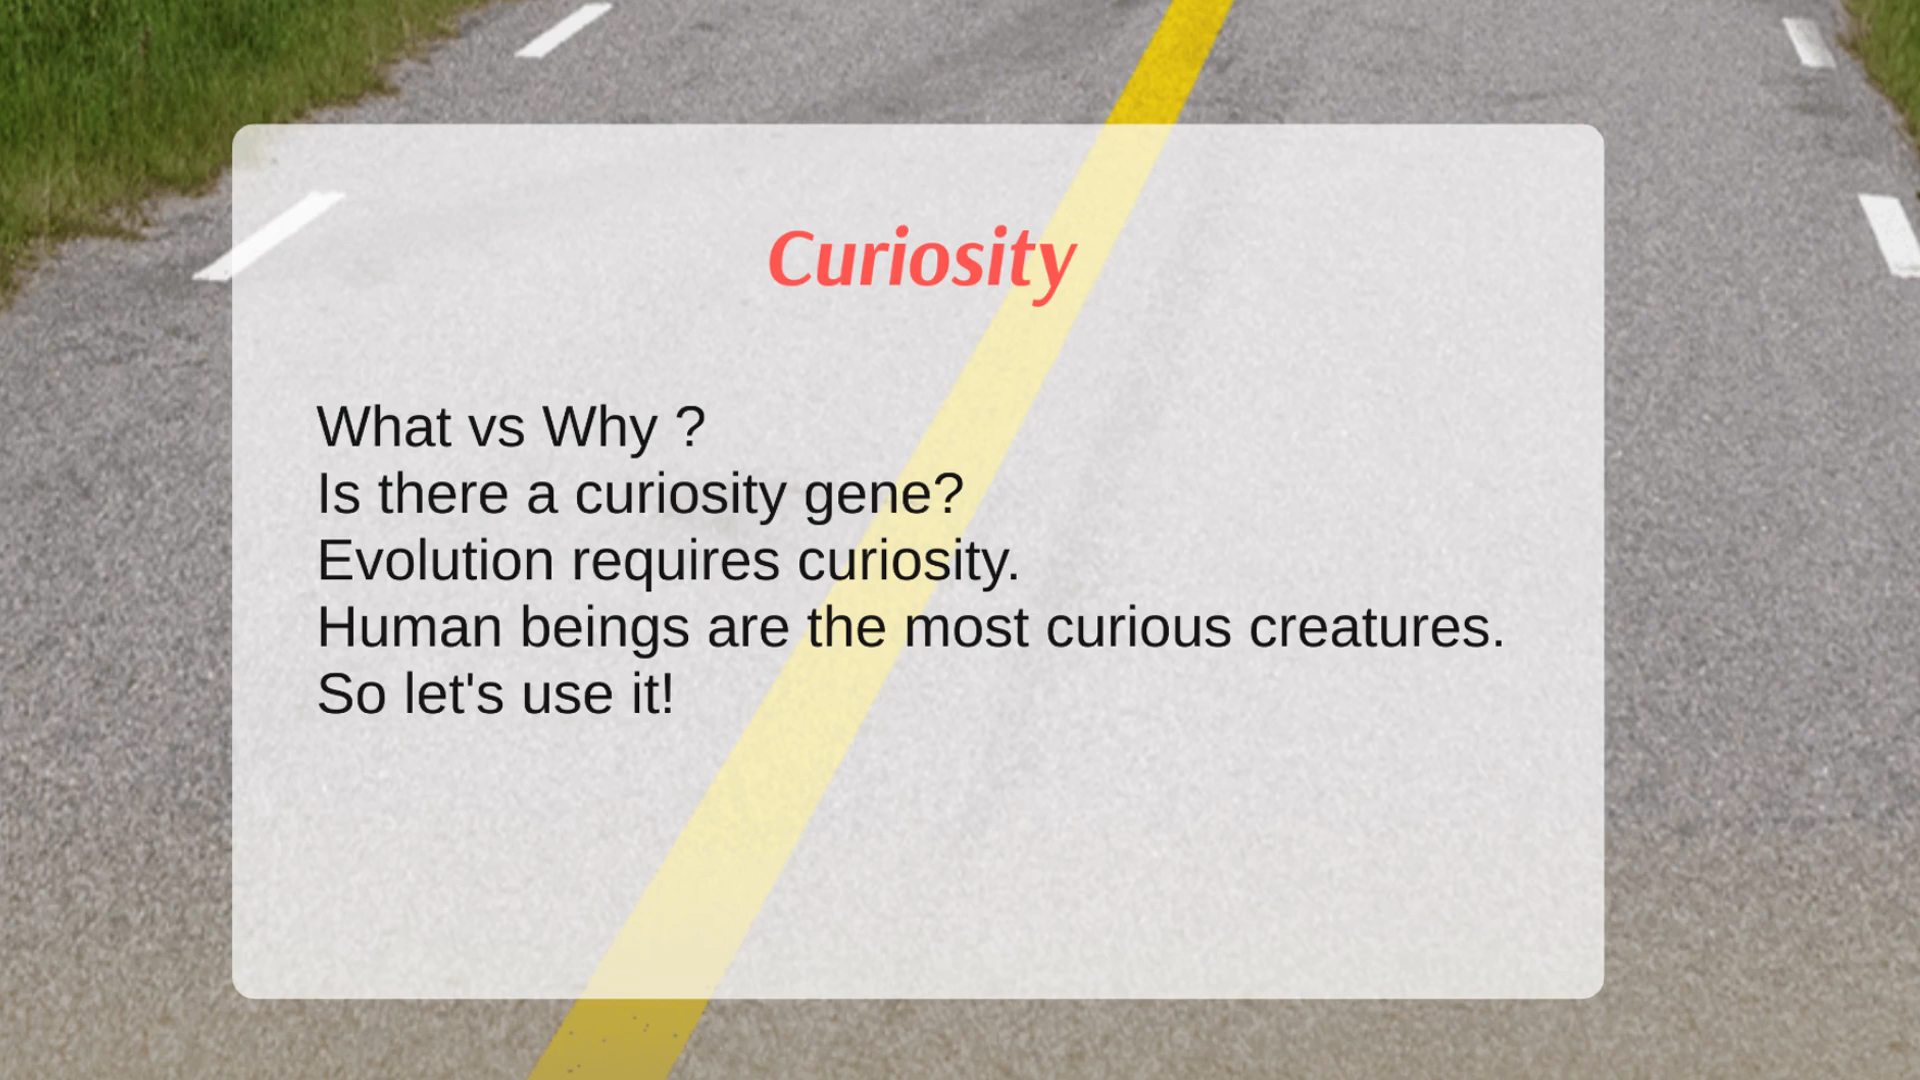 Curiosity
What vs Why ?
Is there a curiosity gene?
Evolution requires curiosity.
Human beings are the most curious creatures.
So let's use it!